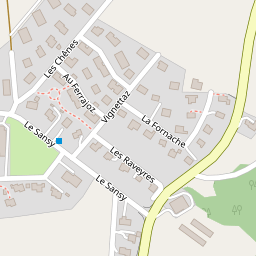 Les Chênes
Au Ferrajoz
Vignettaz
La Fornache
Le Sansy
Les Raveyres
Le Sansy